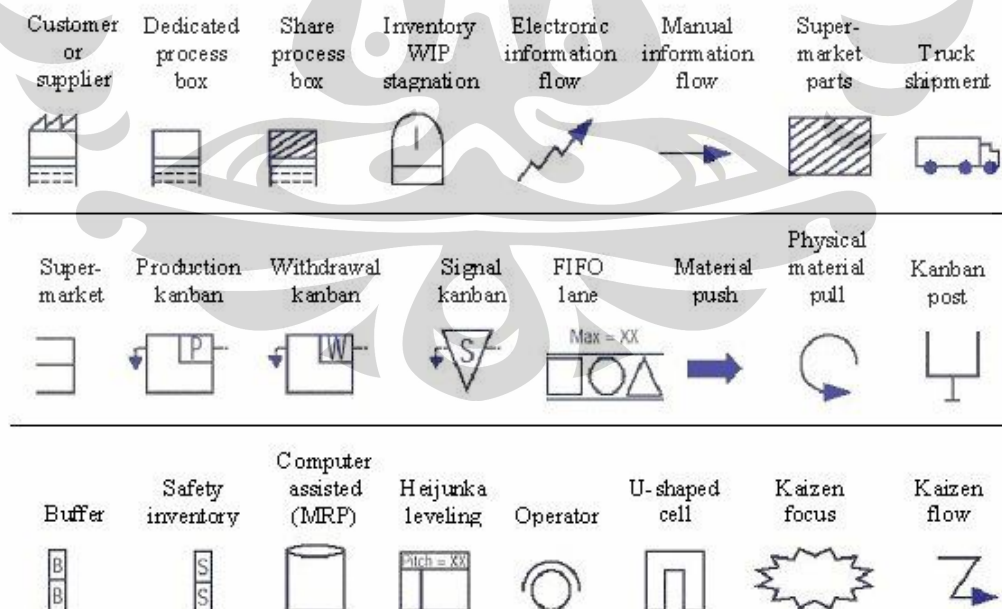 Customer or supplier
Dedicated process box
Share process box
Inventory WIP stagnation
Electronic information flow
Manual information flow
Super-market parts
Truck shipment
I
Super-market
Production kanban
Withdrawal kanban
Signal kanban
FIFO lane
Material push
Physical material pull
Kanban post
P
W
S
Max = XX
Buffer
Safety inventory
Computer assisted (MRP)
Heijunka leveling
Operator
U-shaped cell
Kaizen focus
Kaizen flow
B
B
S
S
Pitch = XX